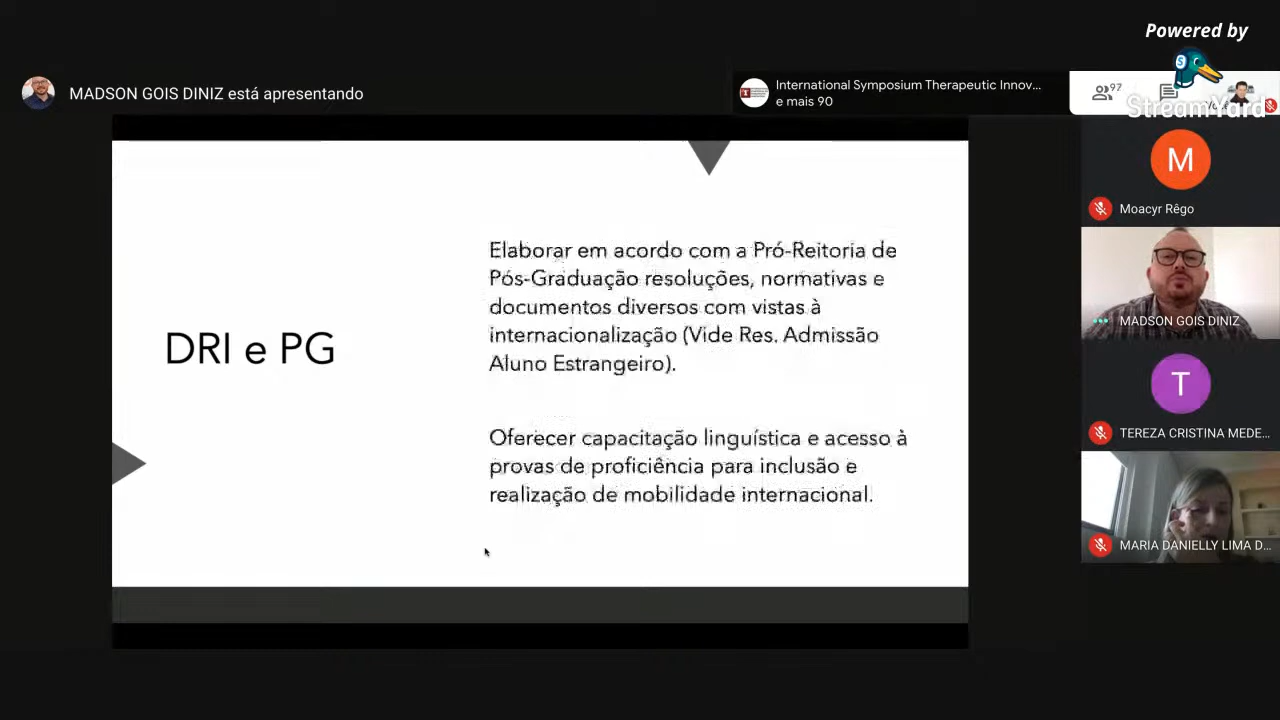 Powered by
StreamYard
MADSON GOIS DINIZ está apresentando
International Symposium Therapeutic Innov...
e mais 90
97
M
Moacyr Rêgo
MADSON GOIS DINIZ
T
TEREZA CRISTINA MEDE...
MARIA DANIELLY LIMA D...
DRI e PG
Elaborar em acordo com a Pró-Reitoria de
Pós-Graduação resoluções, normativas e
documentos diversos com vistas à
internacionalização (Vide Res. Admissão
Aluno Estrangeiro).
Oferecer capacitação linguística e acesso à
provas de proficiência para inclusão e
realização de mobilidade internacional.